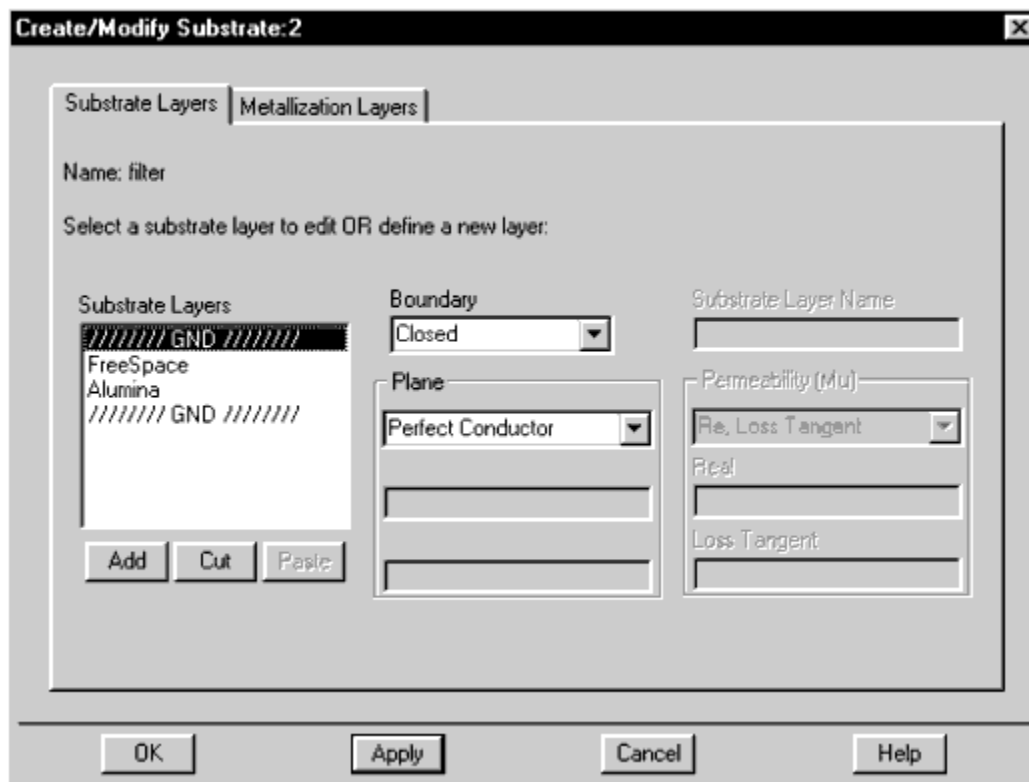 Create/Modify Substrate:2
Substrate Layers
Metallization Layers
Name: filter
Select a substrate layer to edit OR define a new layer:
Substrate Layers
//////// GND ////////
FreeSpace
Alumina
//////// GND ////////
Add
Cut
Paste
Boundary
Closed
Plane
Perfect Conductor
Substrate Layer Name
Permeability (Mu)
Re, Loss Tangent
Real
Loss Tangent
OK
Apply
Cancel
Help